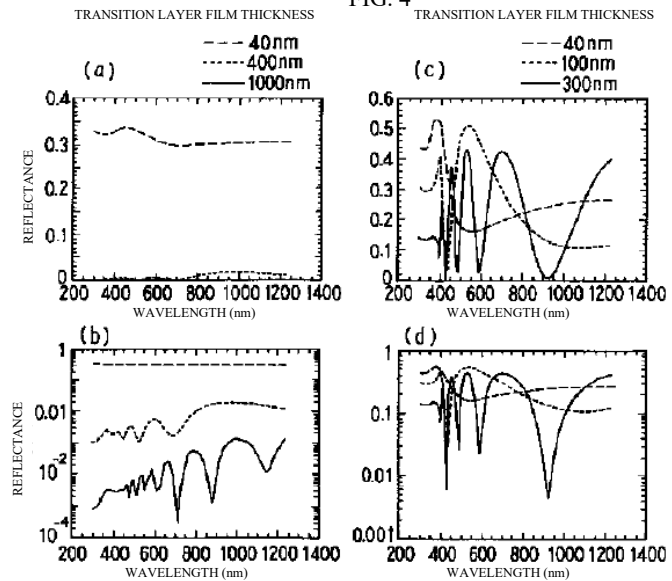 FIG. 4
TRANSITION LAYER FILM THICKNESS
TRANSITION LAYER FILM THICKNESS
(a)
40nm
400nm
1000nm
(c)
40nm
100nm
300nm
REFLECTANCE
0.4
0.3
0.2
0.1
0
200 400 600 800 1000 1200 1400
WAVELENGTH (nm)
0.6
0.5
0.4
0.3
0.2
0.1
0
200 400 600 800 1000 1200 1400
WAVELENGTH (nm)
(b)
REFLECTANCE
1
0.01
10-2
10-4
200 400 600 800 1000 1200 1400
WAVELENGTH (nm)
(d)
1
0.1
0.01
0.001
200 400 600 800 1000 1200 1400
WAVELENGTH (nm)